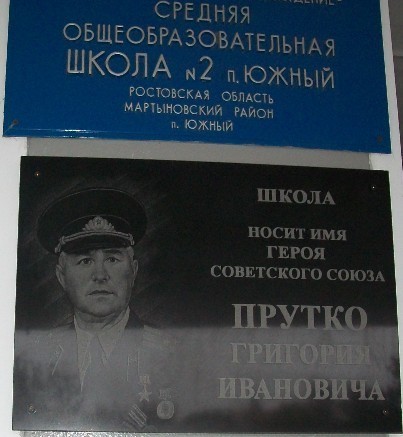 СРЕДНЯЯ
ОБЩЕОБРАЗОВАТЕЛЬНАЯ
ШКОЛА №2 п. ЮЖНЫЙ
РОСТОВСКАЯ ОБЛАСТЬ
МАРТЫНОВСКИЙ РАЙОН
п. ЮЖНЫЙ
ШКОЛА
НОСИТ ИМЯ
ГЕРОЯ
СОВЕТСКОГО СОЮЗА
ПРУТКО
ГРИГОРИЯ
ИВАНОВИЧА